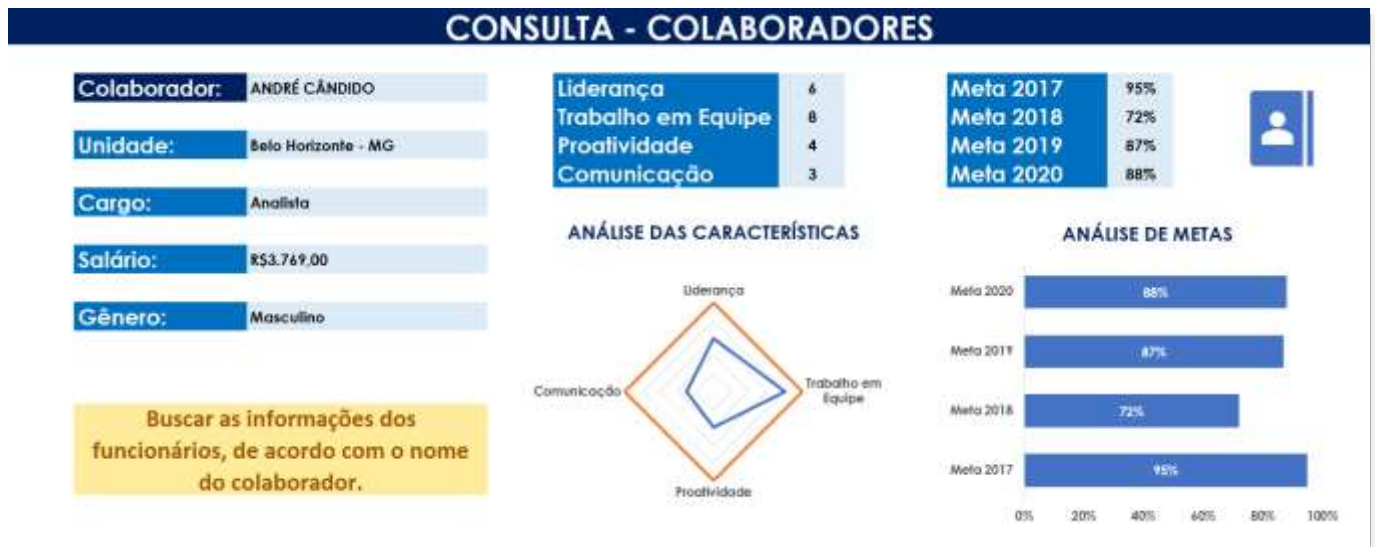 CONSULTA - COLABORADORES
Colaborador: ANDRÉ CÂNDIDO
Unidade: Belo Horizonte - MG
Cargo: Analista
Salário: R$3.769,00
Gênero: Masculino
Buscar as informações dos
funcionários, de acordo com o nome
do colaborador.
Liderança 6
Trabalho em Equipe 8
Proatividade 4
Comunicação 3
ANÁLISE DAS CARACTERÍSTICAS
Liderança
Comunicação
Trabalho em
Equipe
Proatividade
Meta 2017 95%
Meta 2018 72%
Meta 2019 87%
Meta 2020 88%
ANÁLISE DE METAS
Meta 2020 88%
Meta 2019 87%
Meta 2018 72%
Meta 2017 95%
0% 20% 40% 60% 80% 100%